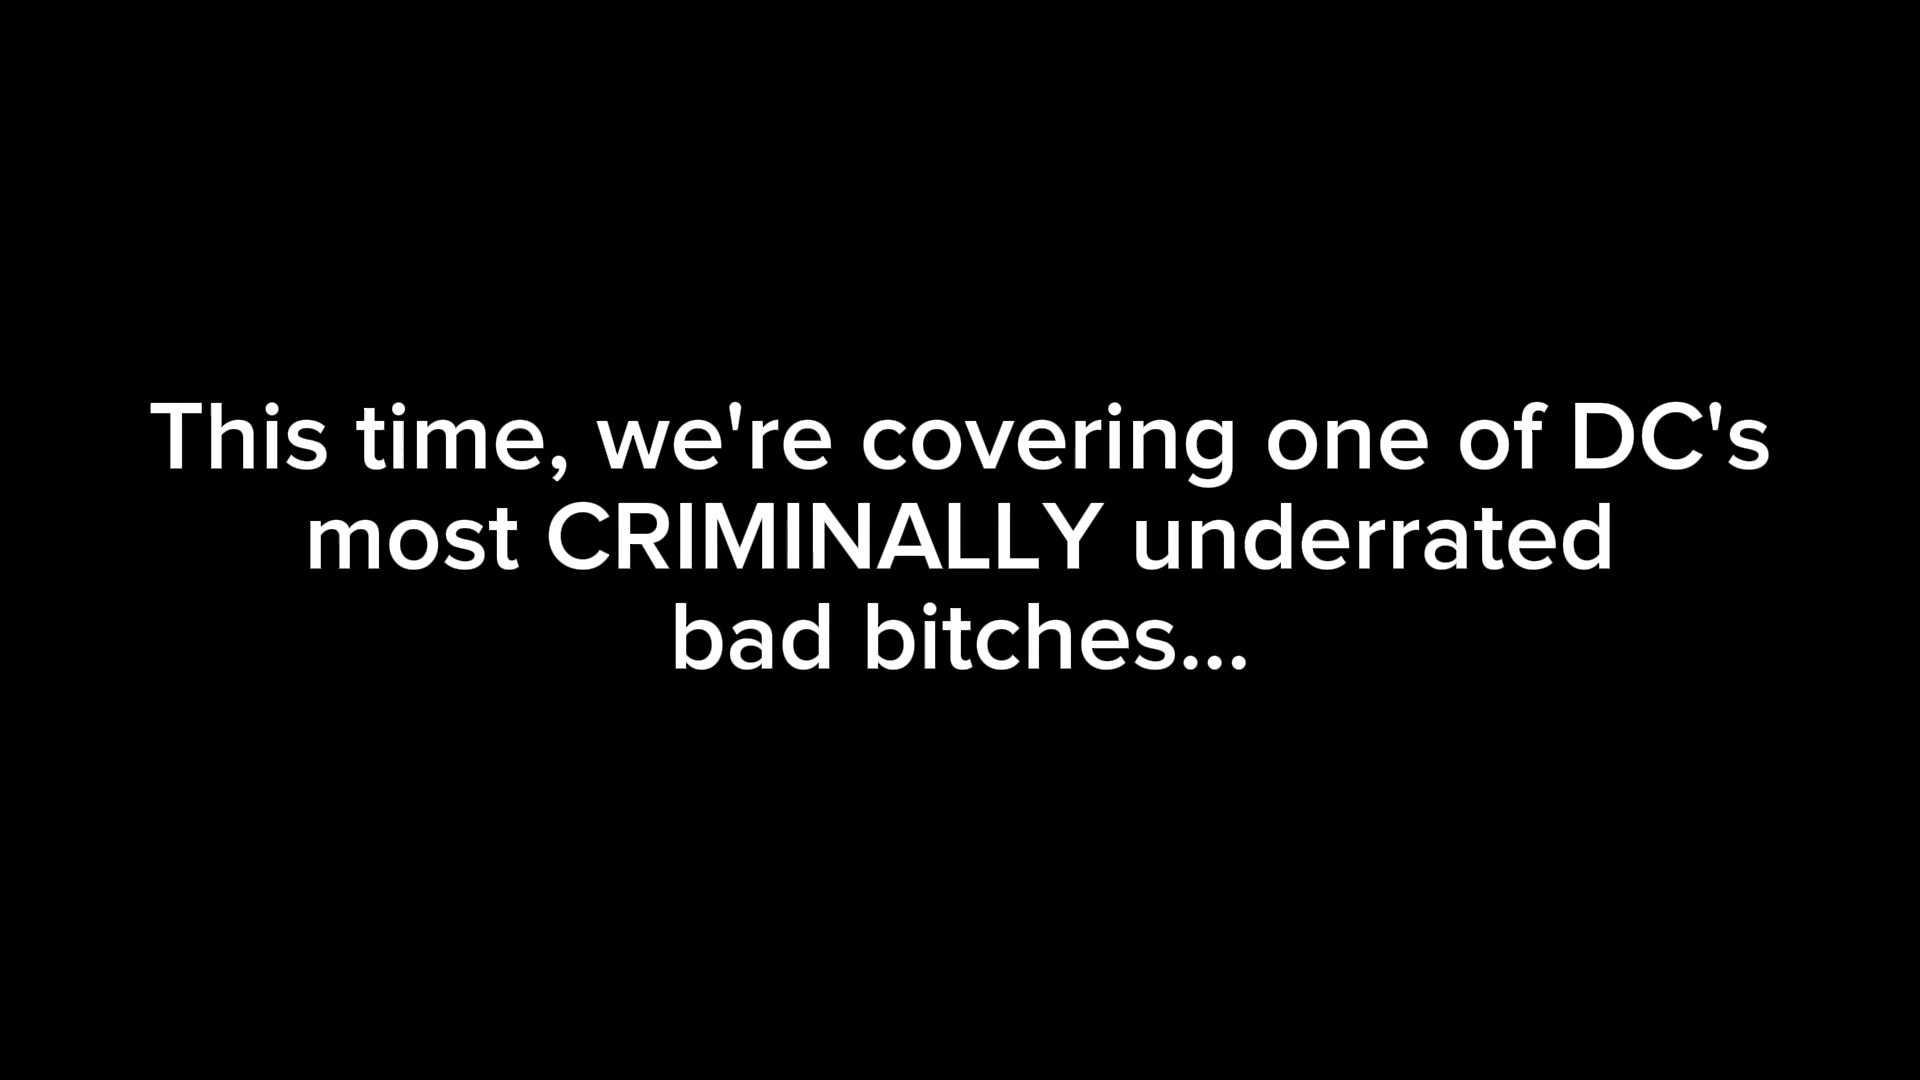 This time, we're covering one of DC's
most CRIMINALLY underrated
bad bitches...